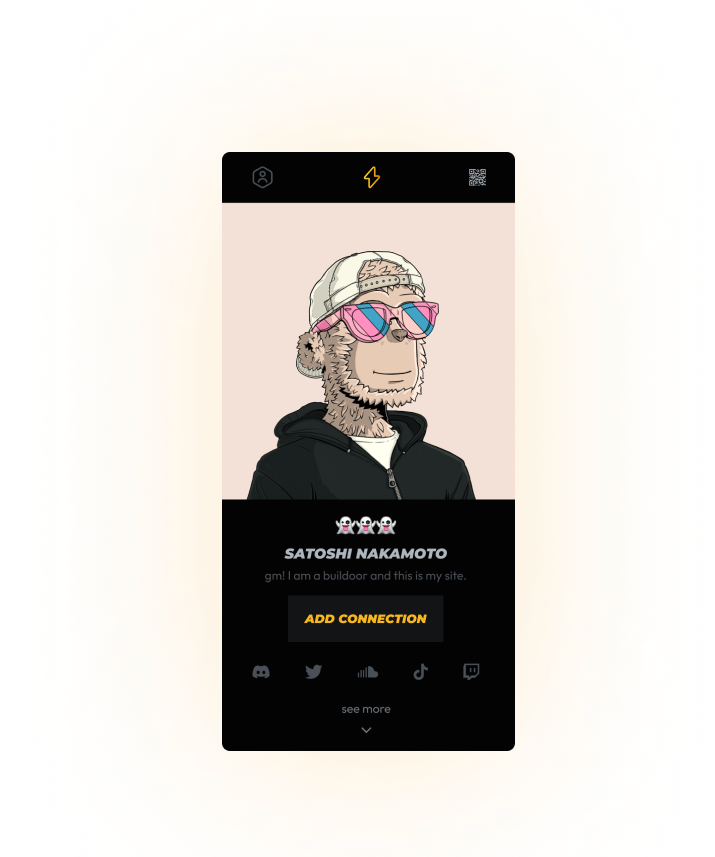 👻👻👻
SATOSHI NAKAMOTO
gm! I am a buildoor and this is my site.
ADD CONNECTION
see more